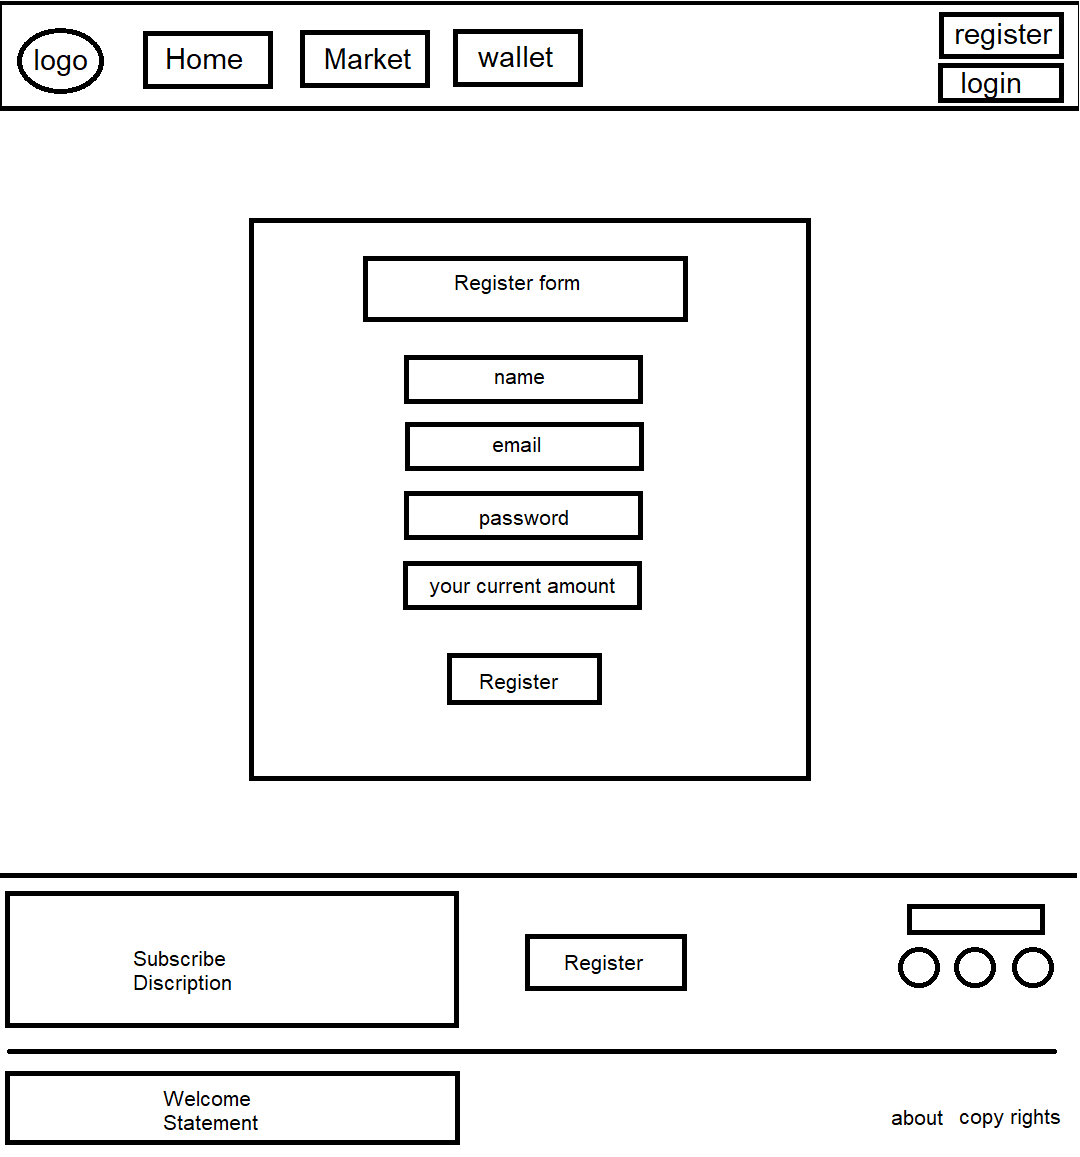 logo
Home
Market
wallet
register
login
Register form
name
email
password
your current amount
Register
Subscribe
Discription
Register
Welcome
Statement
about
copy rights